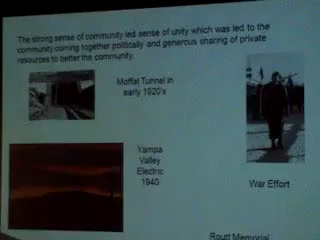 The strong sense of community led sense of unity which was led to the
community coming together politically and generous sharing of private
resources to better the community.
Moffat Tunnel in
early 1920's
Yampa
Valley
Electric
1940
War Effort
Routt Memorial